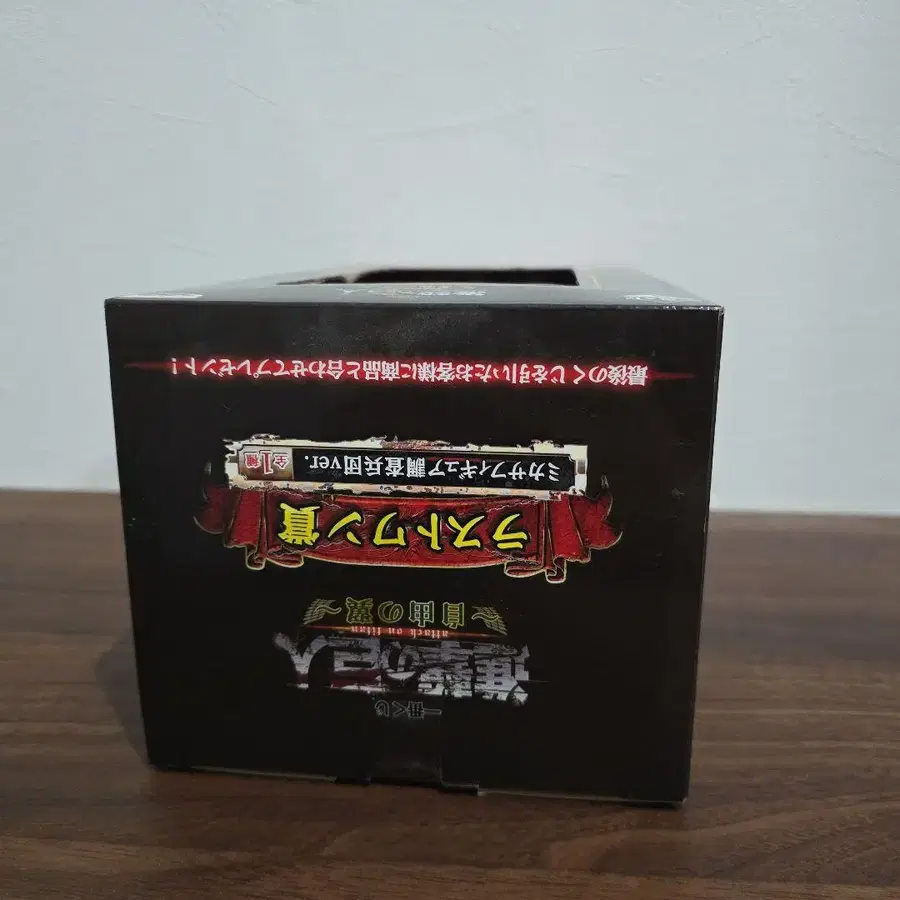 一番くじ
進撃の巨人
attack on titan
自由の翼
ラストワン賞
ミカサフィギュア調査兵団ver.
全1種
最後のくじを引いたお客様に商品と合わせてプレゼント！